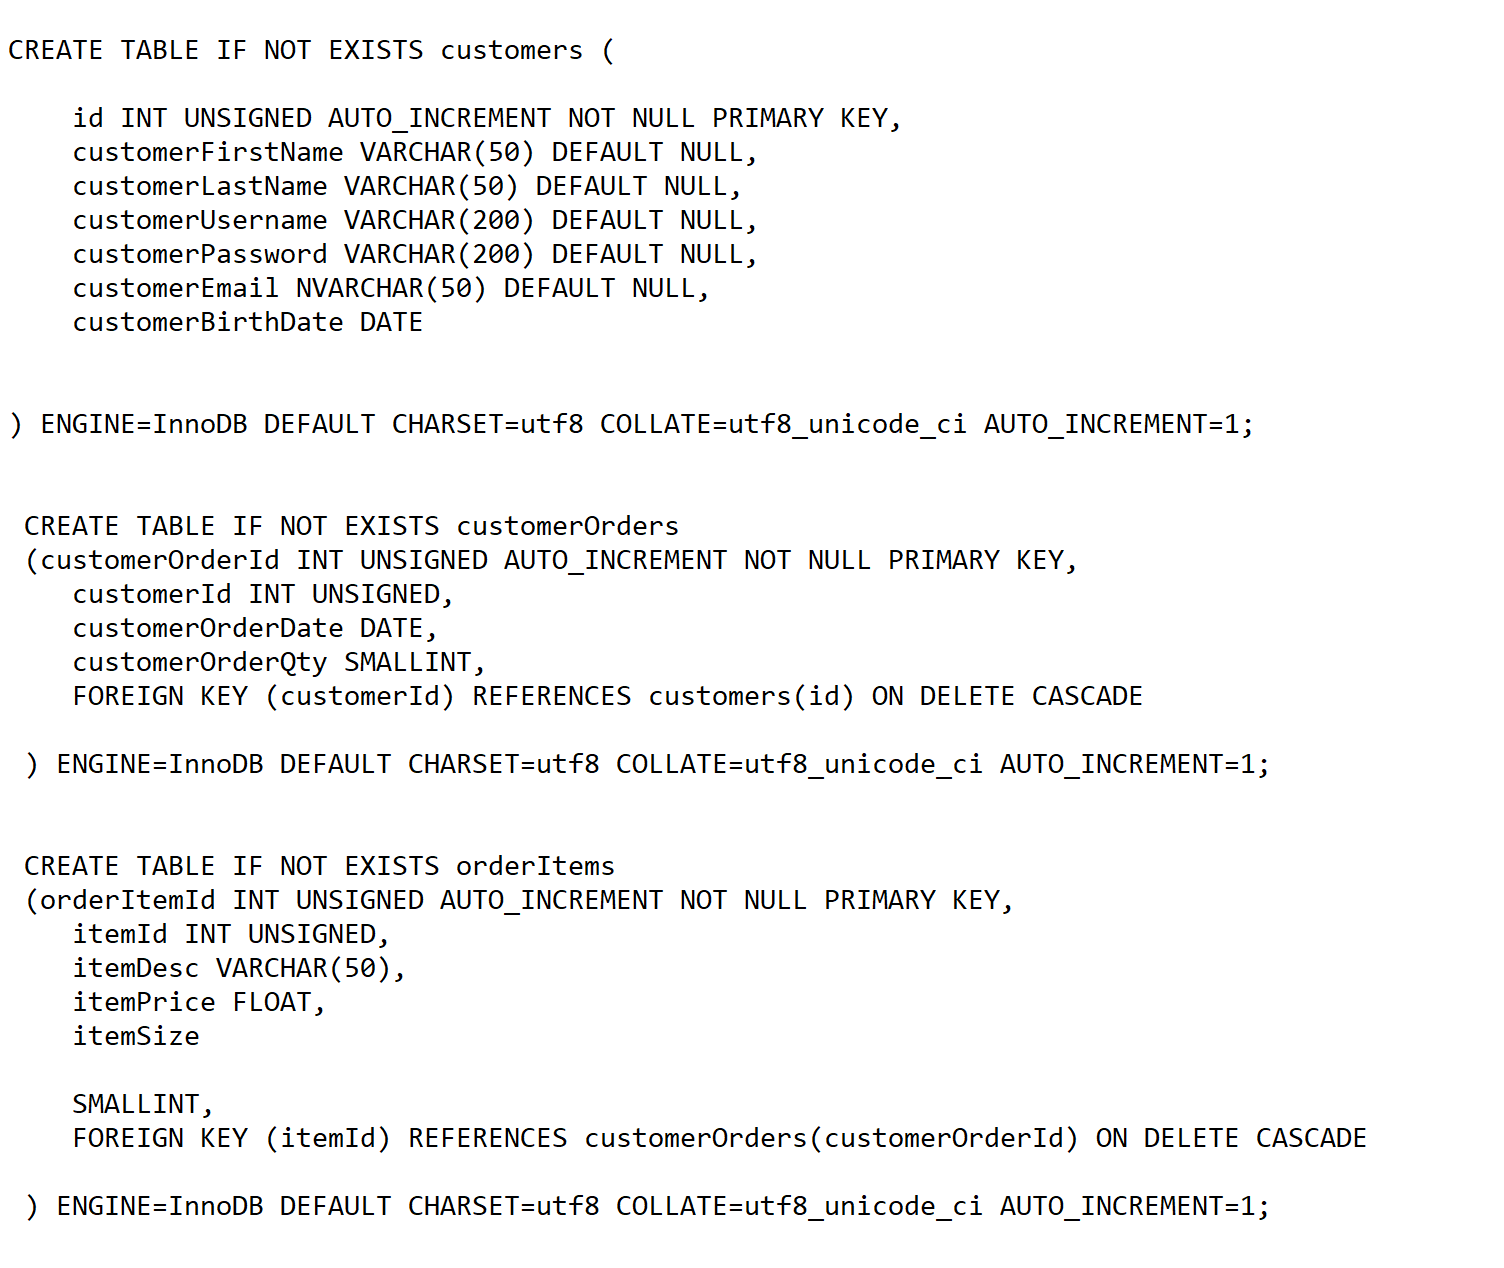 CREATE TABLE IF NOT EXISTS customers (
id INT UNSIGNED AUTO_INCREMENT NOT NULL PRIMARY KEY,
customerFirstName VARCHAR(50) DEFAULT NULL,
customerLastName VARCHAR(50) DEFAULT NULL,
customerUsername VARCHAR(200) DEFAULT NULL,
customerPassword VARCHAR(200) DEFAULT NULL,
customerEmail NVARCHAR(50) DEFAULT NULL,
customerBirthDate DATE
) ENGINE=InnoDB DEFAULT CHARSET=utf8 COLLATE=utf8_unicode_ci AUTO_INCREMENT=1;
CREATE TABLE IF NOT EXISTS customerOrders
(customerOrderId INT UNSIGNED AUTO_INCREMENT NOT NULL PRIMARY KEY,
customerId INT UNSIGNED,
customerOrderDate DATE,
customerOrderQty SMALLINT,
FOREIGN KEY (customerId) REFERENCES customers(id) ON DELETE CASCADE
) ENGINE=InnoDB DEFAULT CHARSET=utf8 COLLATE=utf8_unicode_ci AUTO_INCREMENT=1;
CREATE TABLE IF NOT EXISTS orderItems
(orderItemId INT UNSIGNED AUTO_INCREMENT NOT NULL PRIMARY KEY,
itemId INT UNSIGNED,
itemDesc VARCHAR(50),
itemPrice FLOAT,
itemSize
SMALLINT,
FOREIGN KEY (itemId) REFERENCES customerOrders(customerOrderId) ON DELETE CASCADE
) ENGINE=InnoDB DEFAULT CHARSET=utf8 COLLATE=utf8_unicode_ci AUTO_INCREMENT=1;